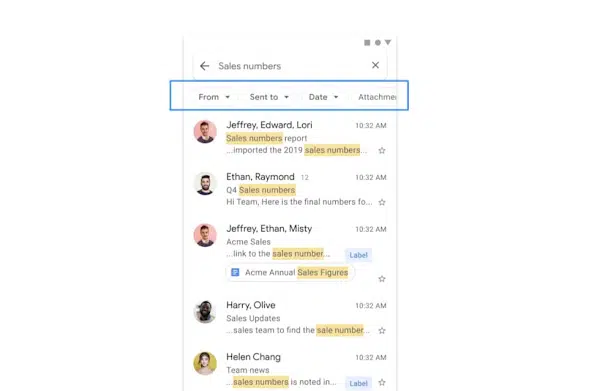 Sales numbers
From Sent to Date Attachmen
Jeffrey, Edward, Lori 10:32 AM
Sales numbers report
...imported the 2019 sales numbers...
Ethan, Raymond 12 10:32 AM
Q4 Sales numbers
Hi Team, Here is the final numbers fo...
Jeffrey, Ethan, Misty 10:32 AM
Acme Sales
...link to the sales number... Label
Acme Annual Sales Figures
Harry, Olive 10:32 AM
Sales Updates
...sales team to find the sale number...
Helen Chang 10:32 AM
Team news
...sales numbers is noted in... Label